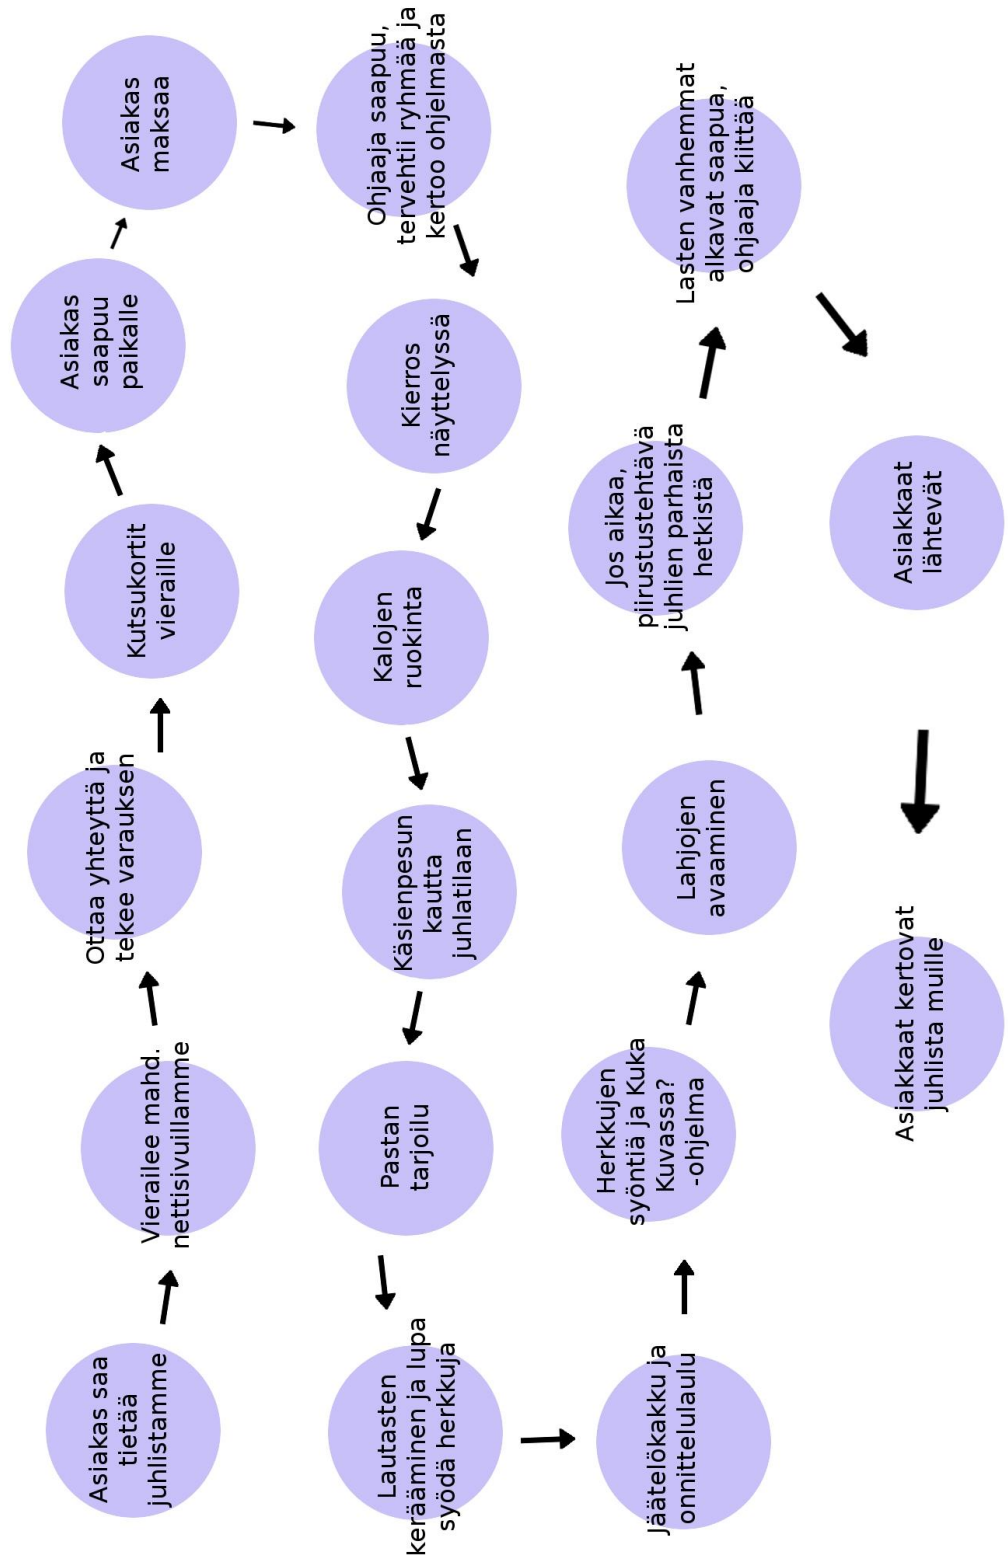 Asiakas saa
tietää
juhlistamme
Vierailee mahd.
nettisivuillamme
Ottaa yhteyttä ja
tekee varauksen
Kutsukortit
vieraille
Asiakas
saapuu
paikalle
Asiakas
maksaa
Ohjaaja saapuu,
tervehtii ryhmää ja
kertoo ohjelmasta
Kierros
näyttelyssä
Kalojen
ruokinta
Käsienpesun
kautta
juhlatilaan
Pastan
tarjoilu
Lautasten
kerääminen ja lupa
syödä herkkuja
Jäätelökakku ja
onnittelulaulu
Herkkujen
syöntiä ja Kuka
Kuvassa?
-ohjelma
Lahjojen
avaaminen
Jos aikaa,
piirustustehtävä
juhlien parhaista
hetkistä
Lasten vanhemmat
alkavat saapua,
ohjaaja kiittää
Asiakkaat
lähtevät
Asiakkaat kertovat
juhlista muille